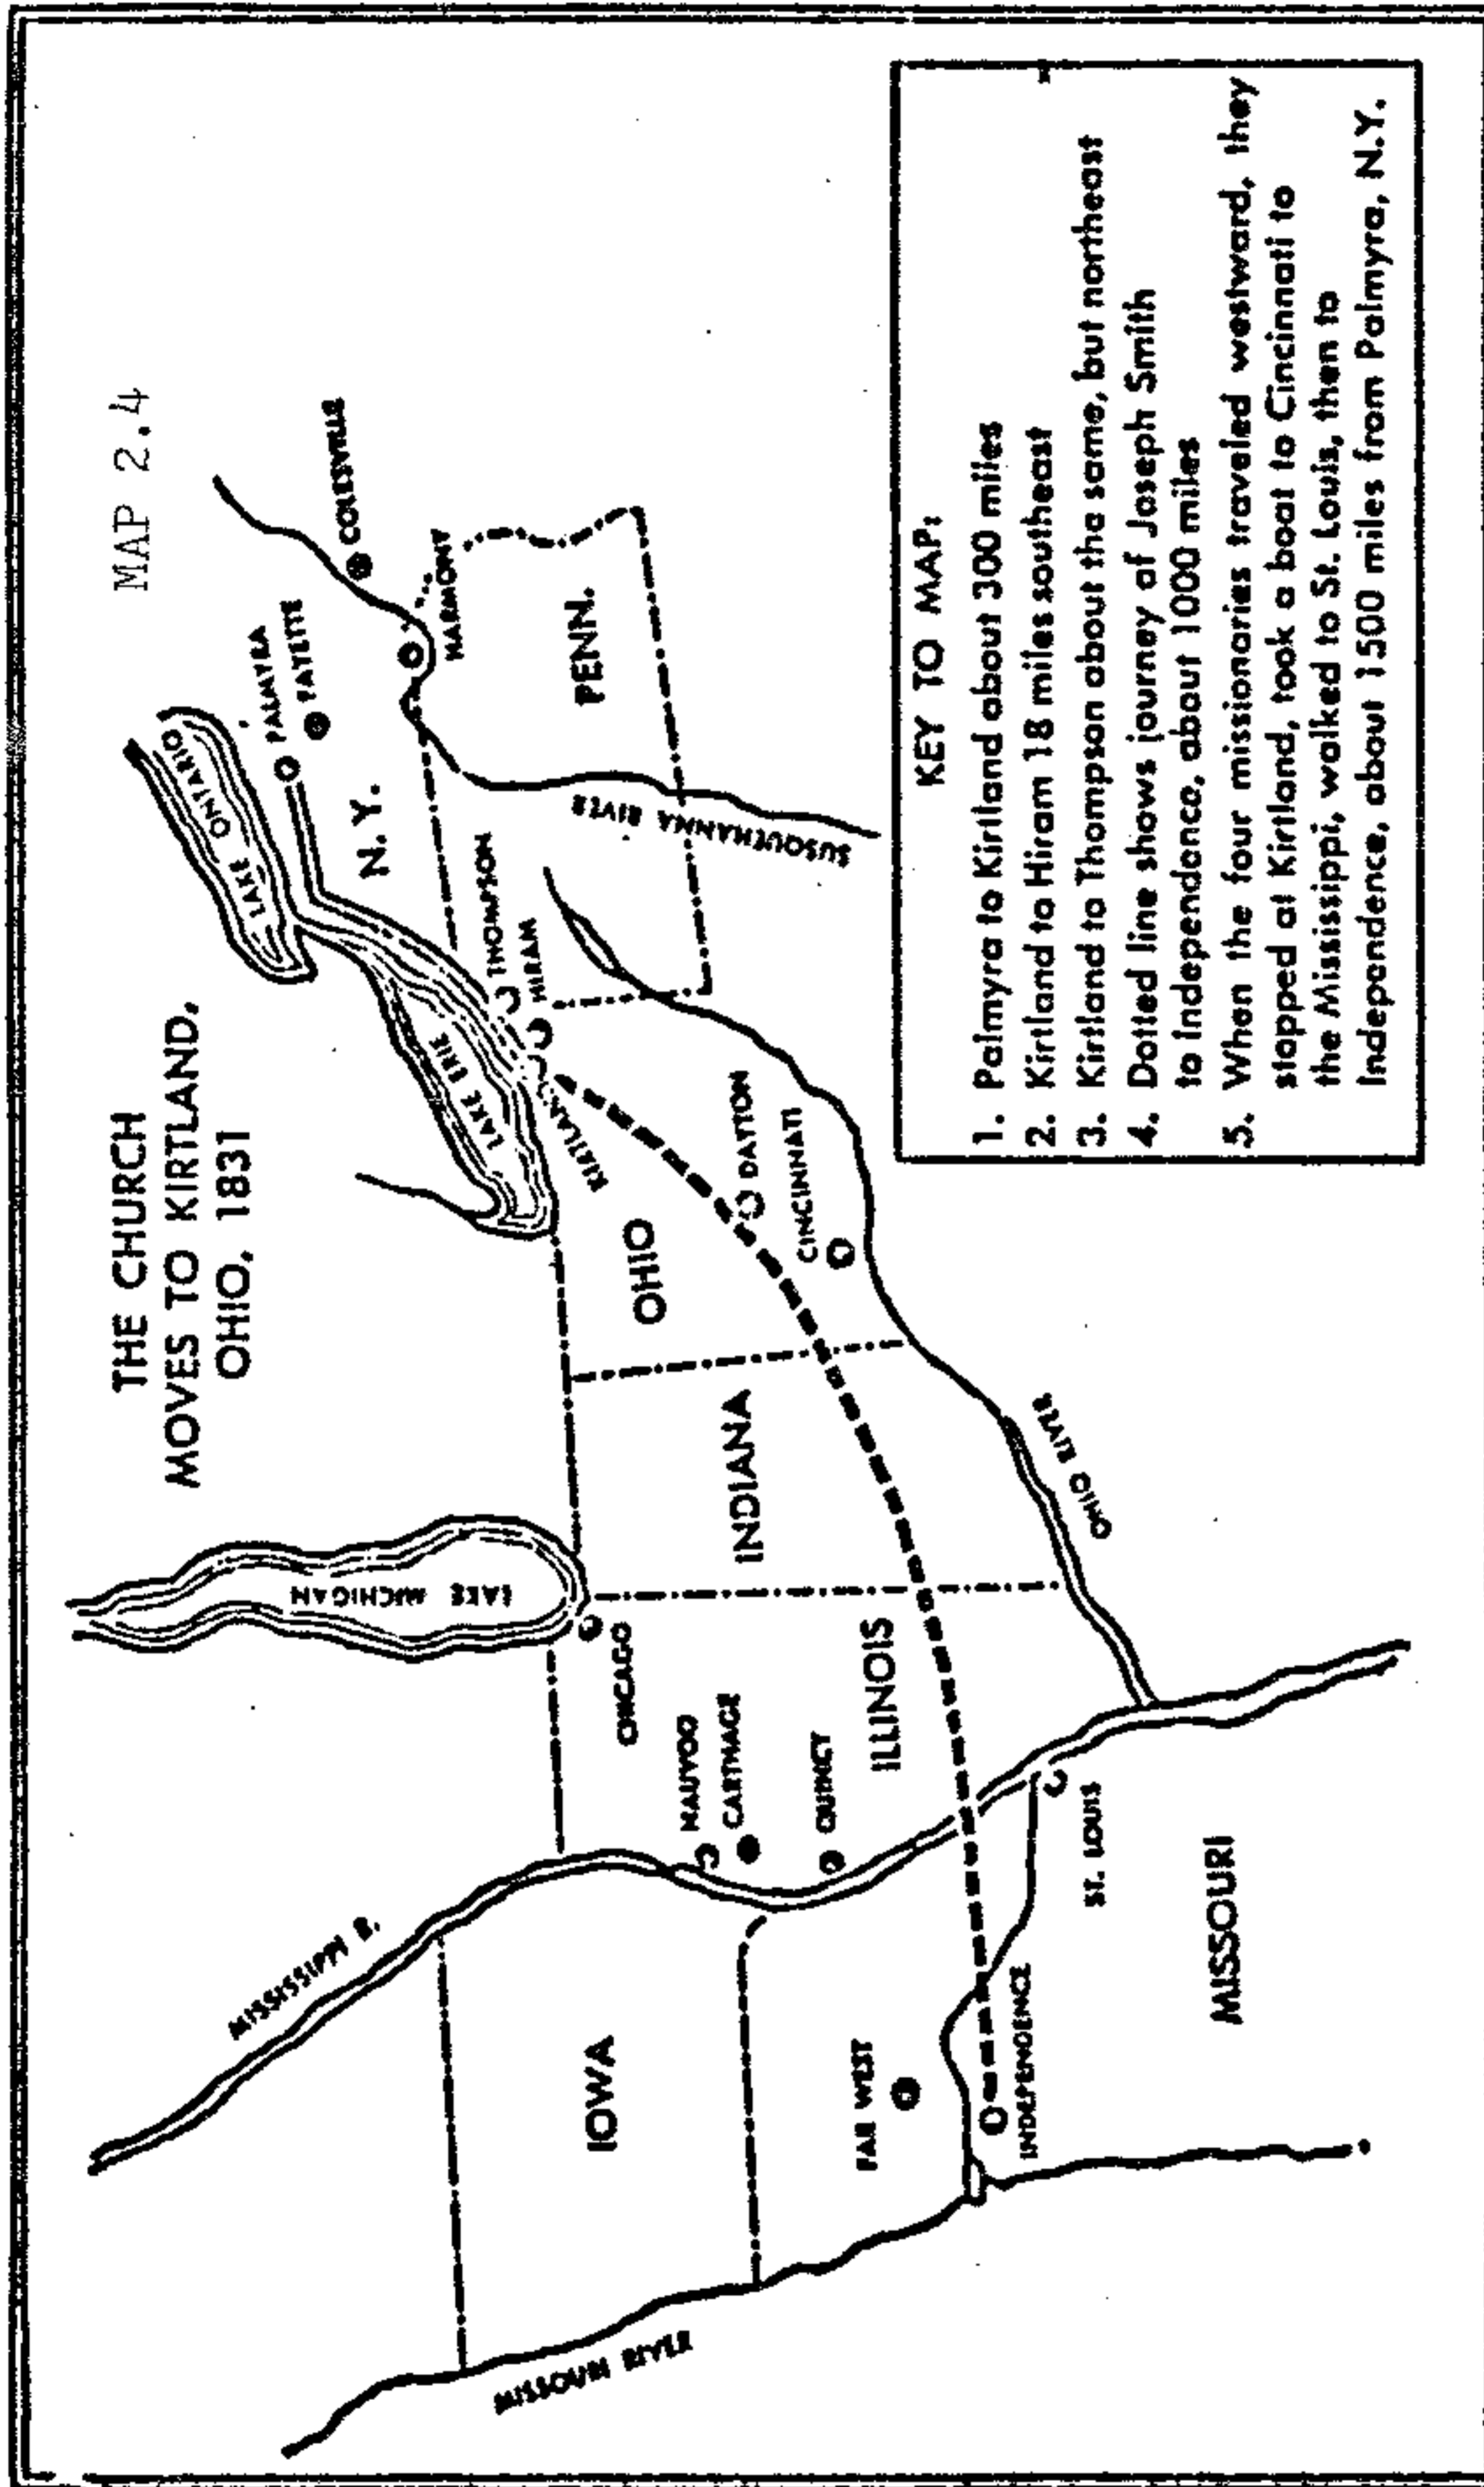 MAP 2.4
THE CHURCH
MOVES TO KIRTLAND,
OHIO, 1831
MISSISSIPPI R.
LAKE MICHIGAN
LAKE ONTARIO
LAKE ERIE
PALMYRA
FAYETTE
COLESVILLE
N.Y.
HARMONY
PENN.
THOMPSON
HIRAM
KIRTLAND
SUSQUEHANNA RIVER
IOWA
CHICAGO
NAUVOO
CARTHAGE
QUINCY
ILLINOIS
INDIANA
OHIO
DAYTON
CINCINNATI
MISSOURI RIVER
FAR WEST
INDEPENDENCE
ST. LOUIS
OHIO RIVER
MISSOURI
KEY TO MAP:
1. Palmyra to Kirtland about 300 miles
2. Kirtland to Hiram 18 miles southeast
3. Kirtland to Thompson about the same, but northeast
4. Dotted line shows journey of Joseph Smith
to Independence, about 1000 miles
5. When the four missionaries traveled westward, they
stopped at Kirtland, took a boat to Cincinnati to
the Mississippi, walked to St. Louis, then to
Independence, about 1500 miles from Palmyra, N.Y.